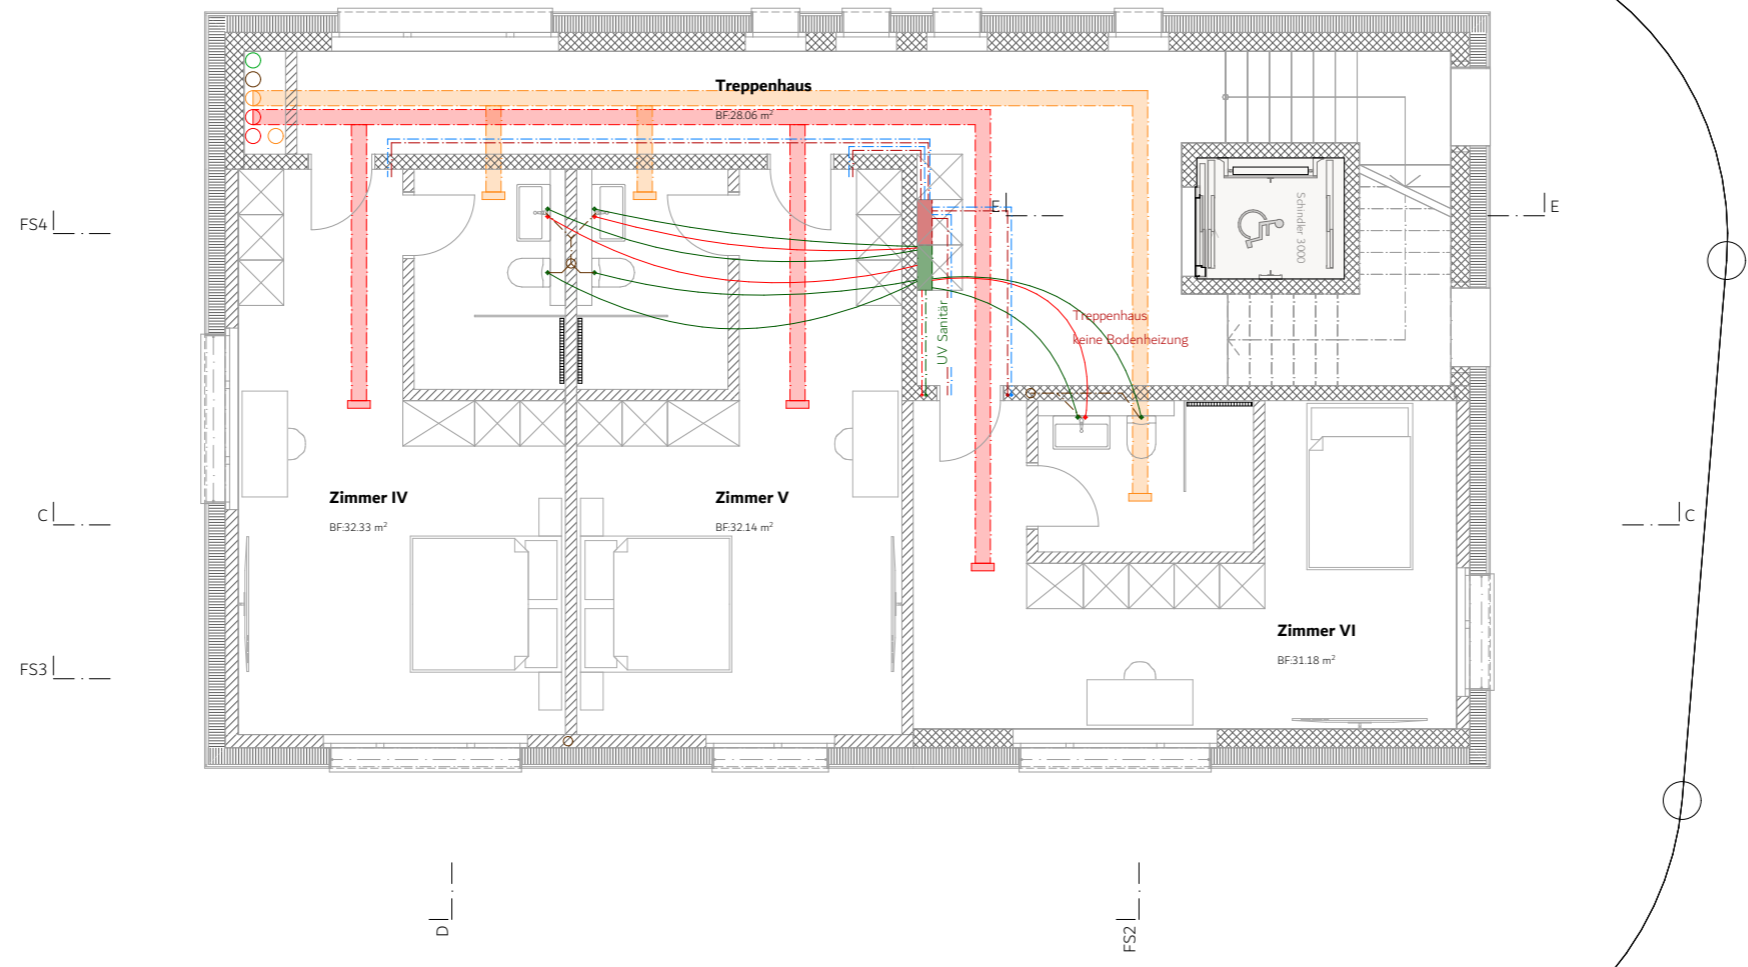 Treppenhaus
BF:28.06 m²
FS4
E
E
Schindler 3000
UV Sanitär
Treppenhaus
keine Bodenheizung
Zimmer IV
BF:32.33 m²
Zimmer V
BF:32.14 m²
C
C
Zimmer VI
BF:31.18 m²
FS3
D
FS2